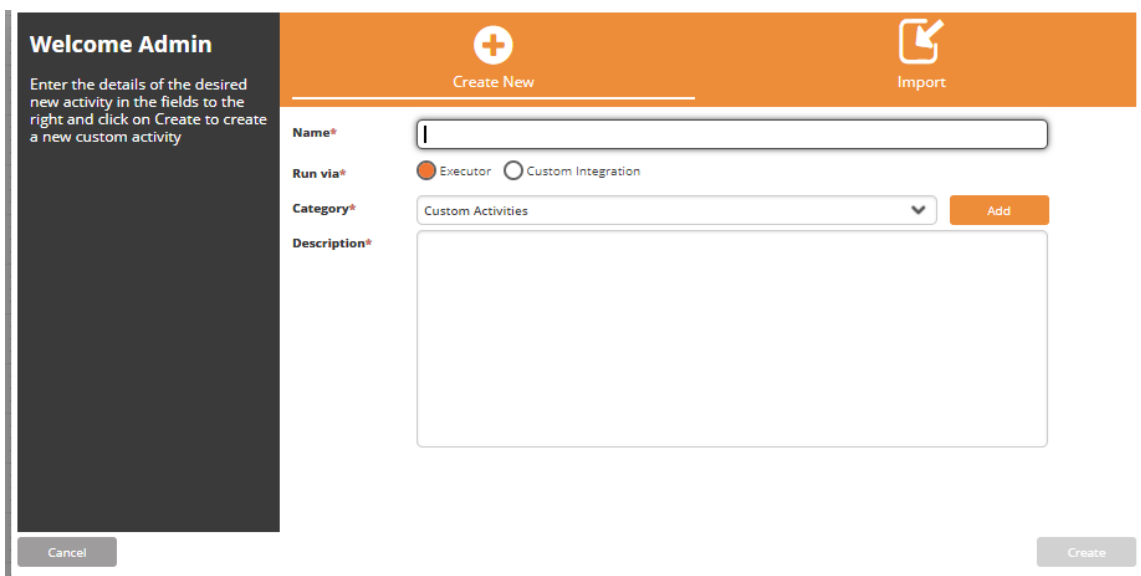 Welcome Admin
Enter the details of the desired
new activity in the fields to the
right and click on Create to create
a new custom activity
Create New
Import
Name*
Run via*
Executor
Custom Integration
Category*
Custom Activities
Add
Description*
Cancel
Create